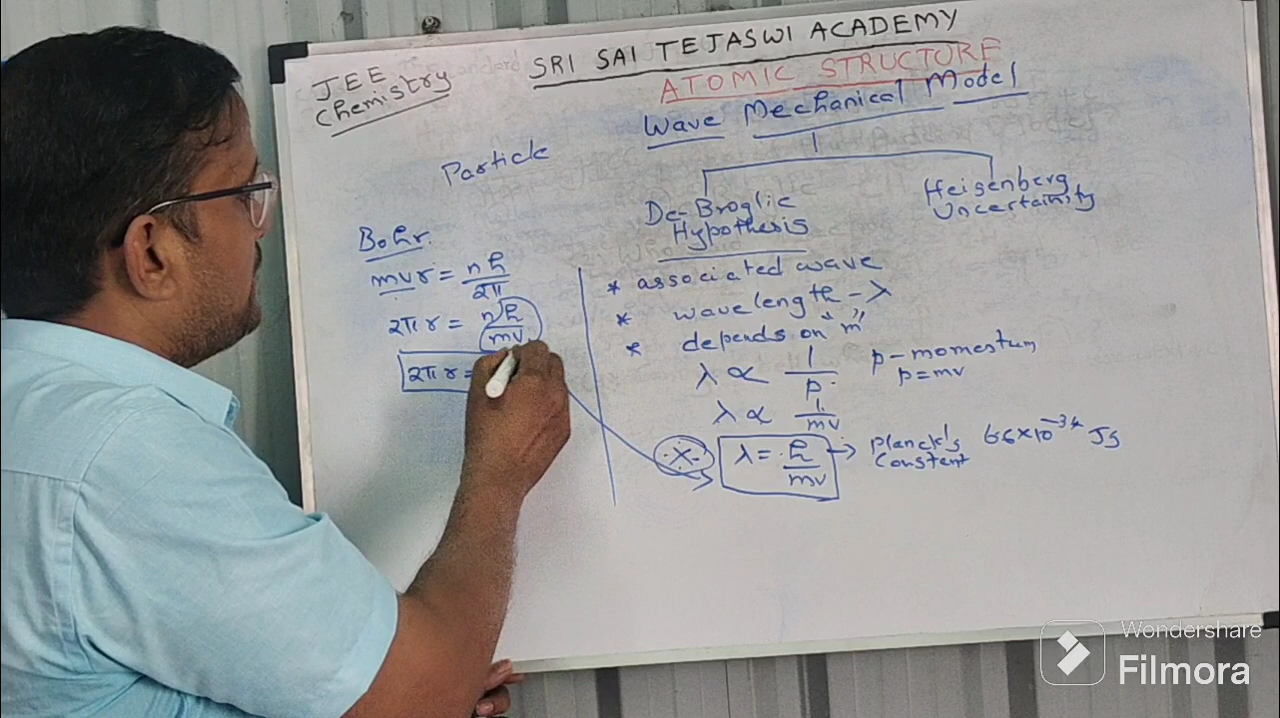 JEE
Chemistry
SRI SAI TEJASWI ACADEMY
ATOMIC STRUCTURE
Wave Mechanical Model
Particle
De-Broglie
Hypothesis
Heisenberg
Uncertainity
Bohr.
mvr = nh/2π
2πr = nh/mv
2πr =
* associated wave
* wavelength - λ
* depends on "m"
λ ∝ 1/p
p - momentum
p = mv
λ ∝ 1/mv
λ = h/mv → Planck's
Constant
6.6×10⁻³⁴ JS
Wondershare
Filmora